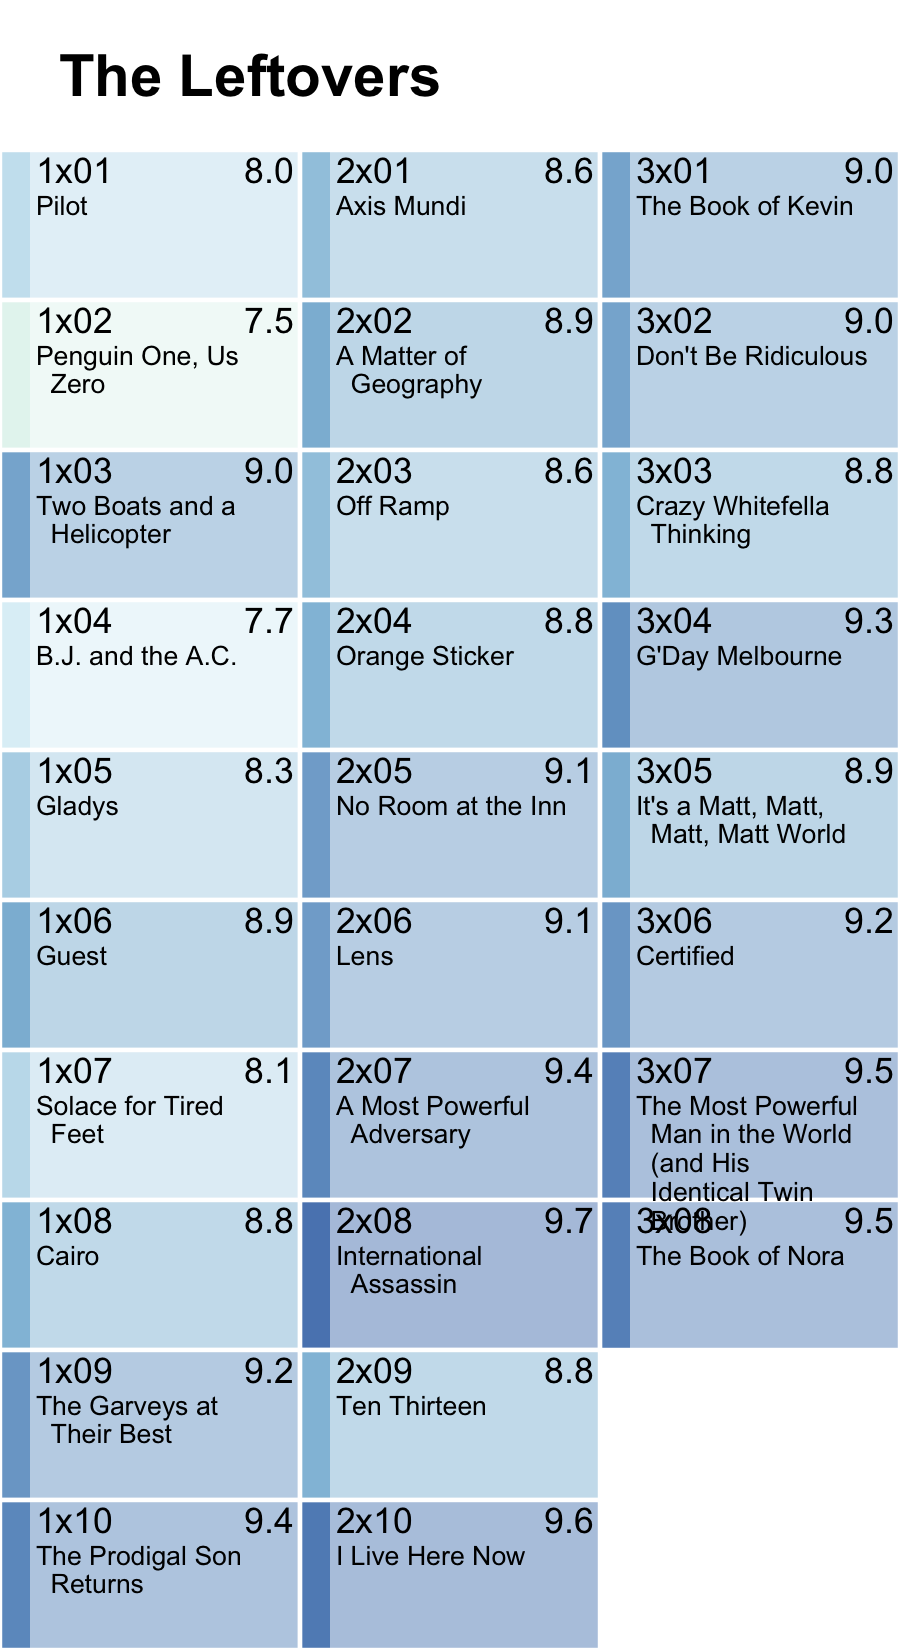 The Leftovers
1x01 8.0
Pilot
1x02 7.5
Penguin One, Us
Zero
1x03 9.0
Two Boats and a
Helicopter
1x04 7.7
B.J. and the A.C.
1x05 8.3
Gladys
1x06 8.9
Guest
1x07 8.1
Solace for Tired
Feet
1x08 8.8
Cairo
1x09 9.2
The Garveys at
Their Best
1x10 9.4
The Prodigal Son
Returns
2x01 8.6
Axis Mundi
2x02 8.9
A Matter of
Geography
2x03 8.6
Off Ramp
2x04 8.8
Orange Sticker
2x05 9.1
No Room at the Inn
2x06 9.1
Lens
2x07 9.4
A Most Powerful
Adversary
2x08 9.7
International
Assassin
2x09 8.8
Ten Thirteen
2x10 9.6
I Live Here Now
3x01 9.0
The Book of Kevin
3x02 9.0
Don't Be Ridiculous
3x03 8.8
Crazy Whitefella
Thinking
3x04 9.3
G'Day Melbourne
3x05 8.9
It's a Matt, Matt,
Matt, Matt World
3x06 9.2
Certified
3x07 9.5
The Most Powerful
Man in the World
(and His
Identical Twin
Brother)
3x08 9.5
The Book of Nora